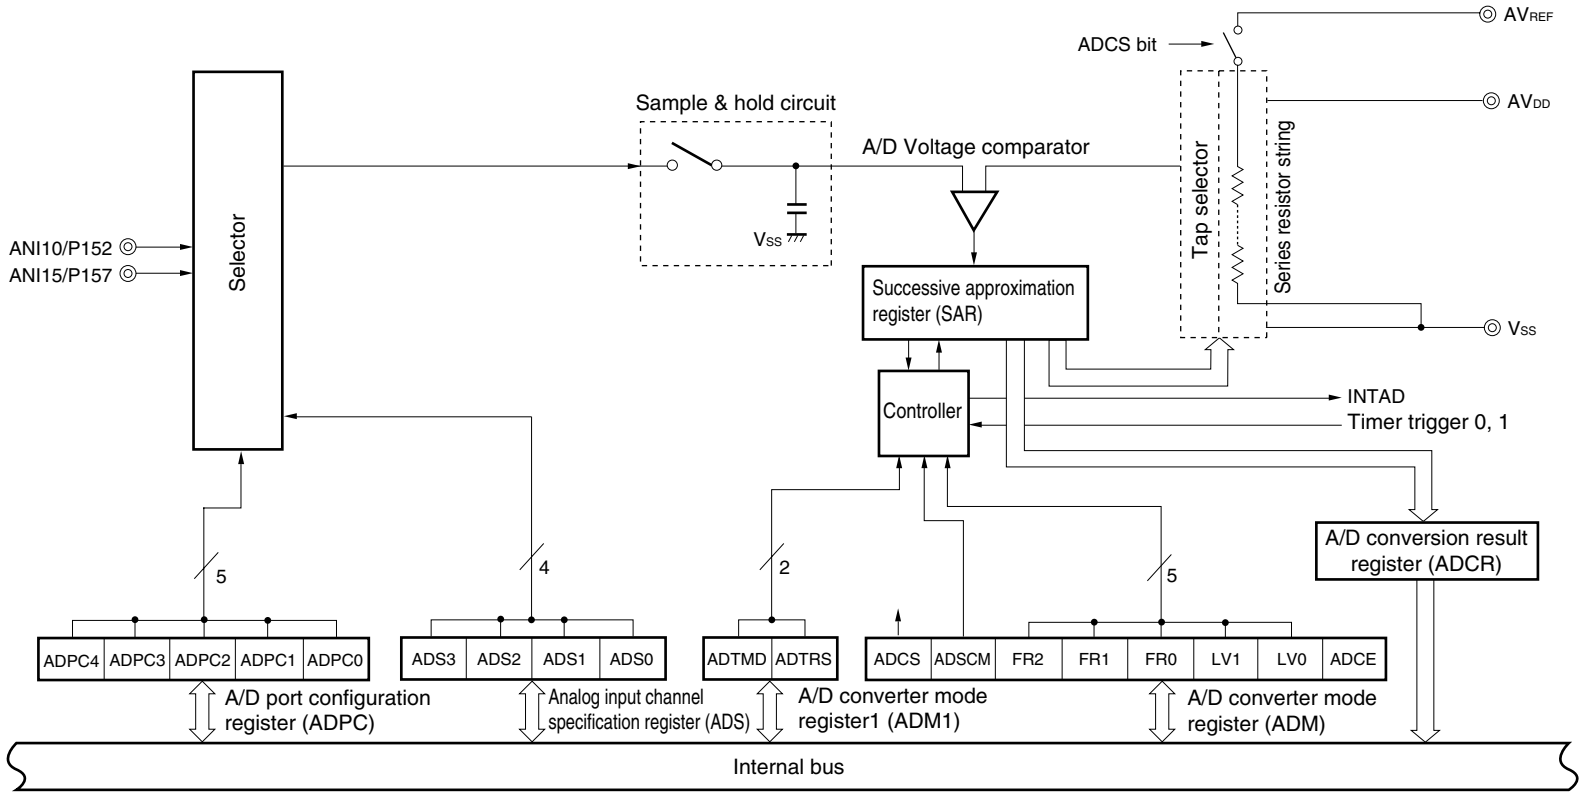 AVREF
ADCS bit
AVDD
Sample & hold circuit
A/D Voltage comparator
Tap selector
Series resistor string
Selector
VSS
ANI10/P152
ANI15/P157
Successive approximation
register (SAR)
VSS
Controller
INTAD
Timer trigger 0, 1
A/D conversion result
register (ADCR)
5
4
2
5
ADPC4 ADPC3 ADPC2 ADPC1 ADPC0
ADS3 ADS2 ADS1 ADS0
ADTMD ADTRS
ADCS ADSCM FR2 FR1 FR0 LV1 LV0 ADCE
A/D port configuration
register (ADPC)
Analog input channel
specification register (ADS)
A/D converter mode
register1 (ADM1)
A/D converter mode
register (ADM)
Internal bus